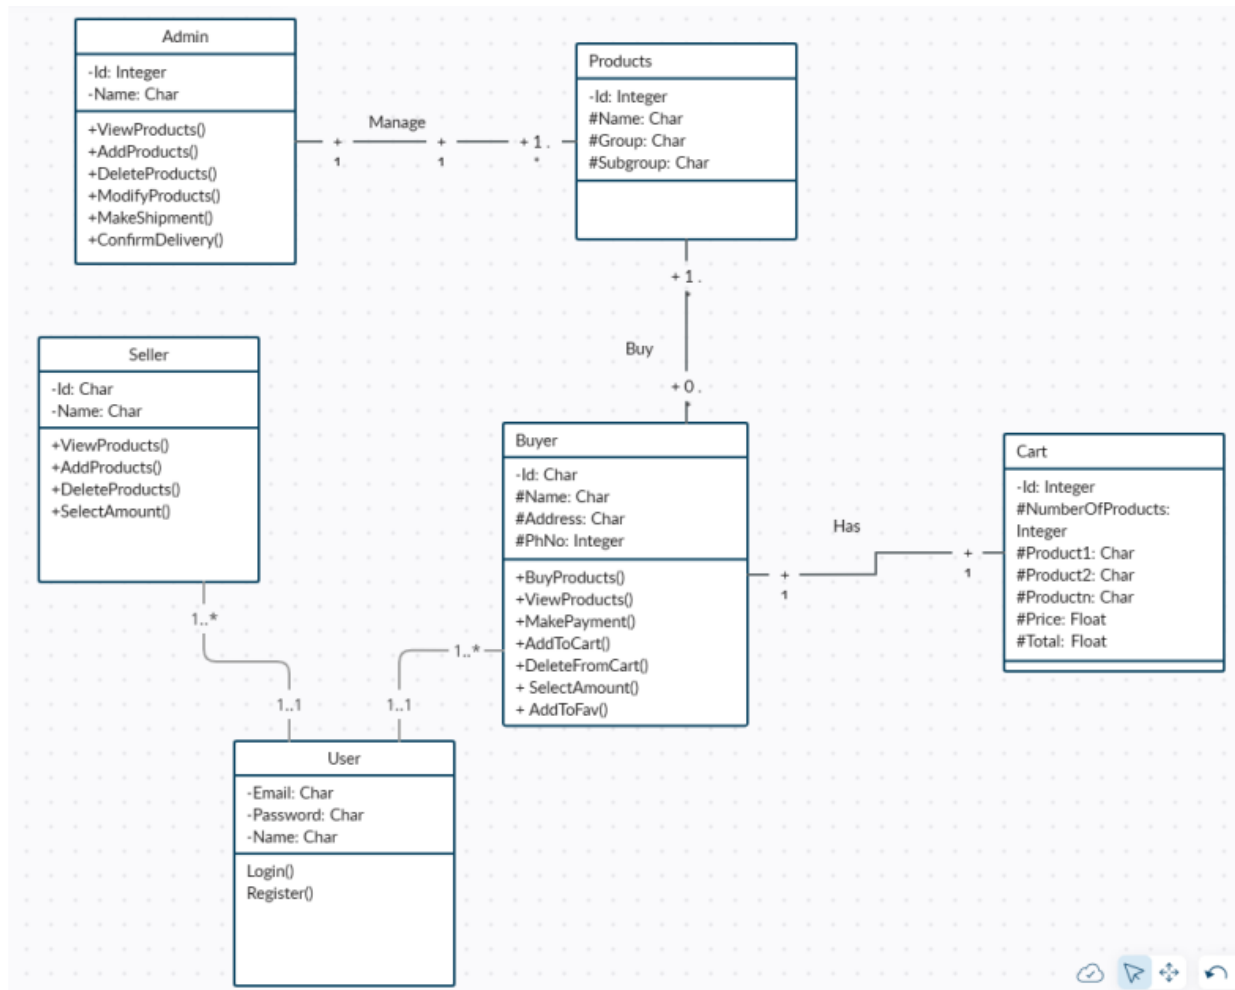 Admin
-Id: Integer
-Name: Char
+ViewProducts()
+AddProducts()
+DeleteProducts()
+ModifyProducts()
+MakeShipment()
+ConfirmDelivery()
Manage
+
1
+
1
+ 1 .
*
Products
-Id: Integer
#Name: Char
#Group: Char
#Subgroup: Char
+ 1 .
*
Buy
+ 0 .
*
Seller
-Id: Char
-Name: Char
+ViewProducts()
+AddProducts()
+DeleteProducts()
+SelectAmount()
Buyer
-Id: Char
#Name: Char
#Address: Char
#PhNo: Integer
+BuyProducts()
+ViewProducts()
+MakePayment()
+AddToCart()
+DeleteFromCart()
+ SelectAmount()
+ AddToFav()
Has
+
1
+
1
Cart
-Id: Integer
#NumberOfProducts:
Integer
#Product1: Char
#Product2: Char
#Productn: Char
#Price: Float
#Total: Float
1..*
1..*
1..1
1..1
User
-Email: Char
-Password: Char
-Name: Char
Login()
Register()